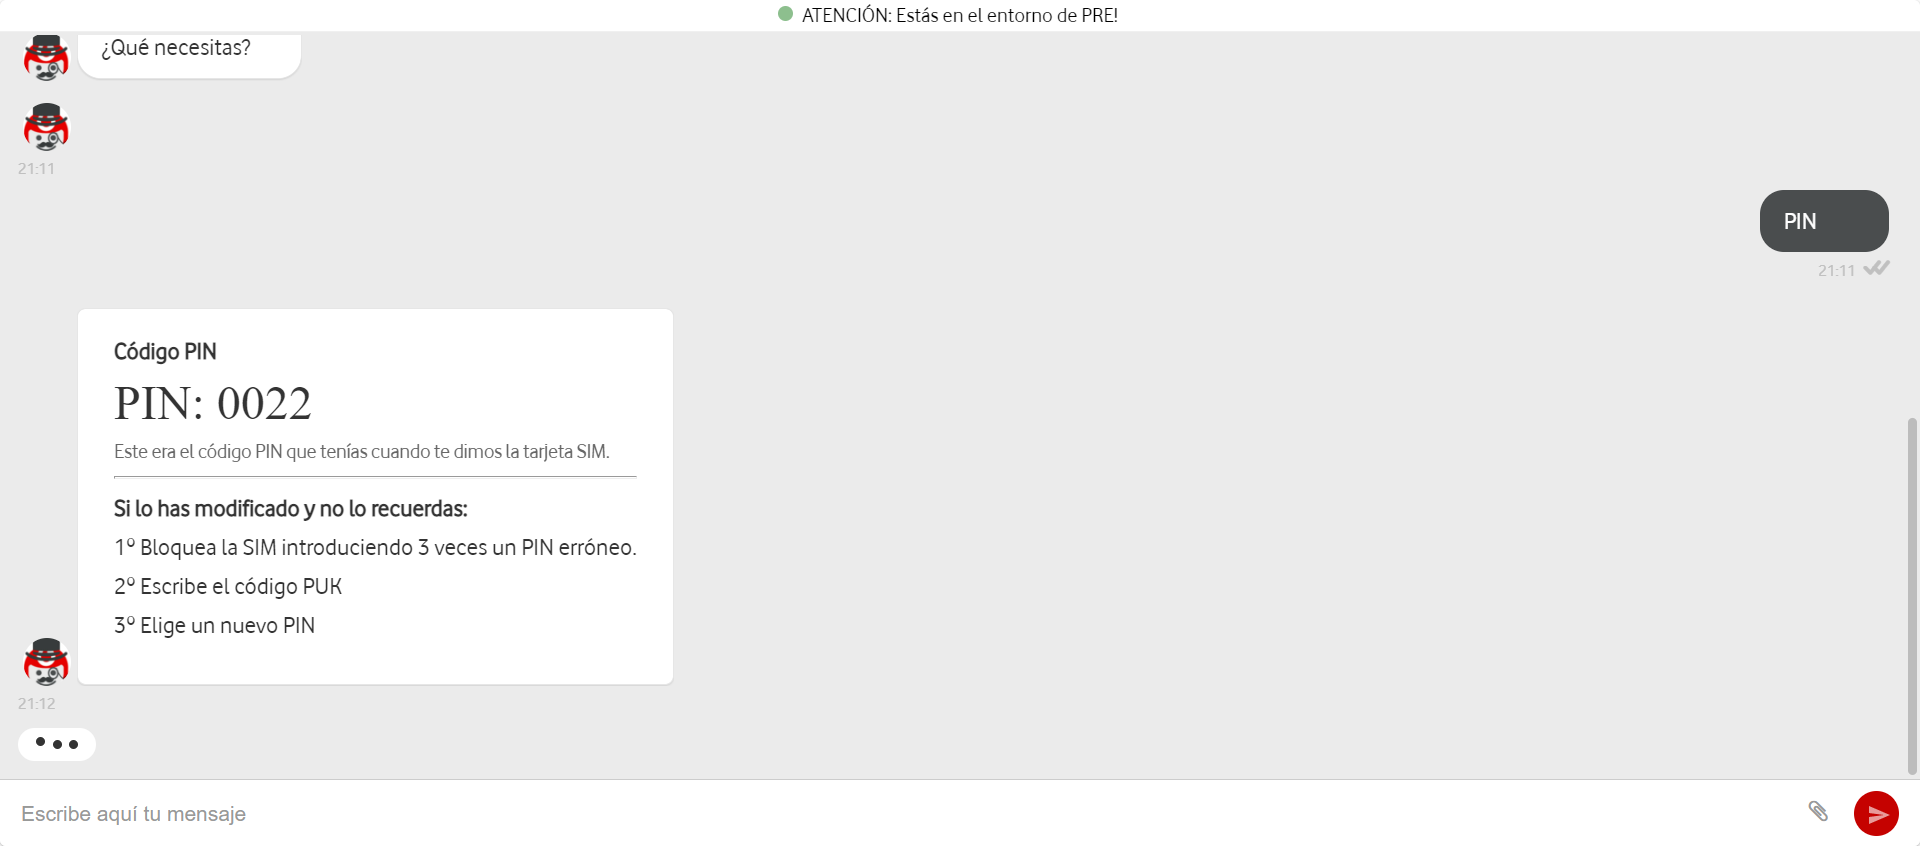 ATENCIÓN: Estás en el entorno de PRE!
¿Qué necesitas?
21:11
PIN
21:11
Código PIN
PIN: 0022
Este era el código PIN que tenías cuando te dimos la tarjeta SIM.
Si lo has modificado y no lo recuerdas:
1º Bloquea la SIM introduciendo 3 veces un PIN erróneo.
2º Escribe el código PUK
3º Elige un nuevo PIN
21:12
Escribe aquí tu mensaje